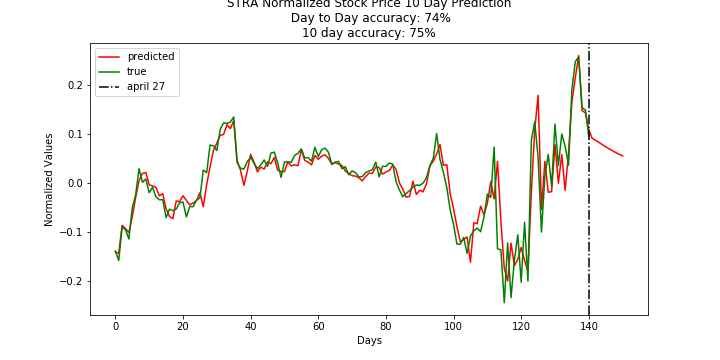 STRA Normalized Stock Price 10 Day Prediction
Day to Day accuracy: 74%
10 day accuracy: 75%
predicted
true
april 27
Normalized Values
0.2
0.1
0.0
−0.1
−0.2
0 20 40 60 80 100 120 140
Days